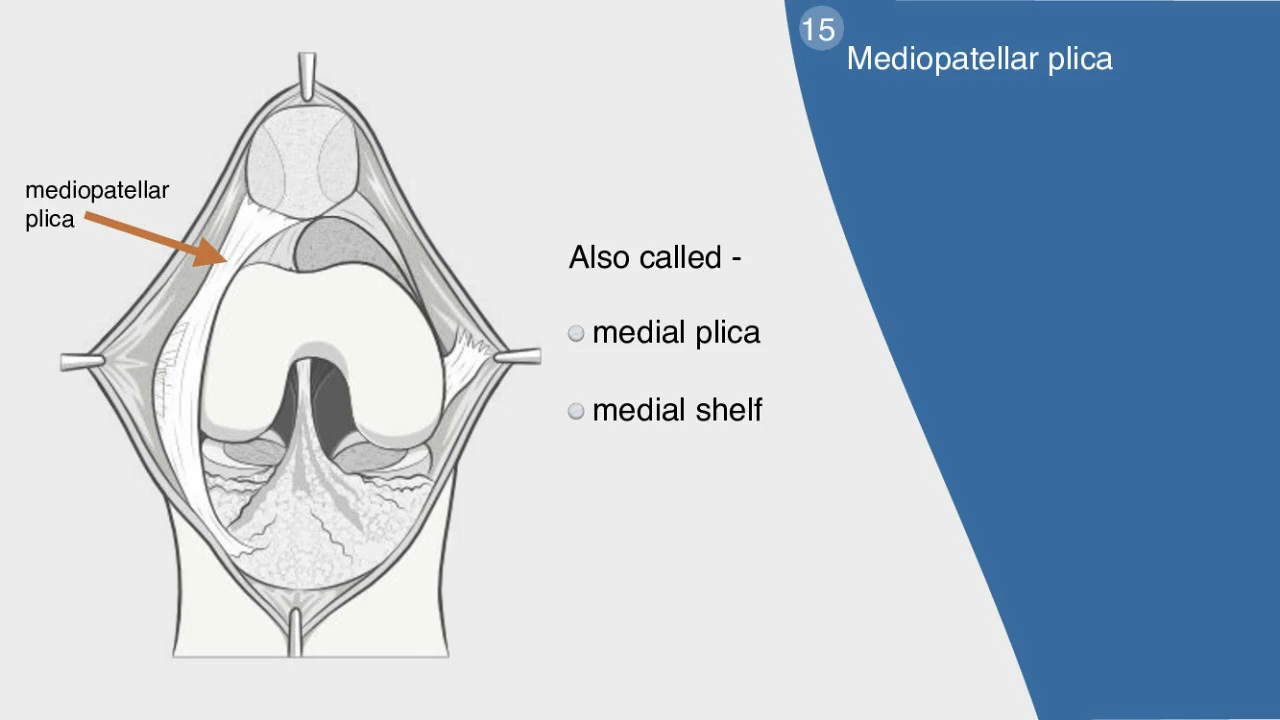 15
Mediopatellar plica
mediopatellar
plica
Also called -
medial plica
medial shelf